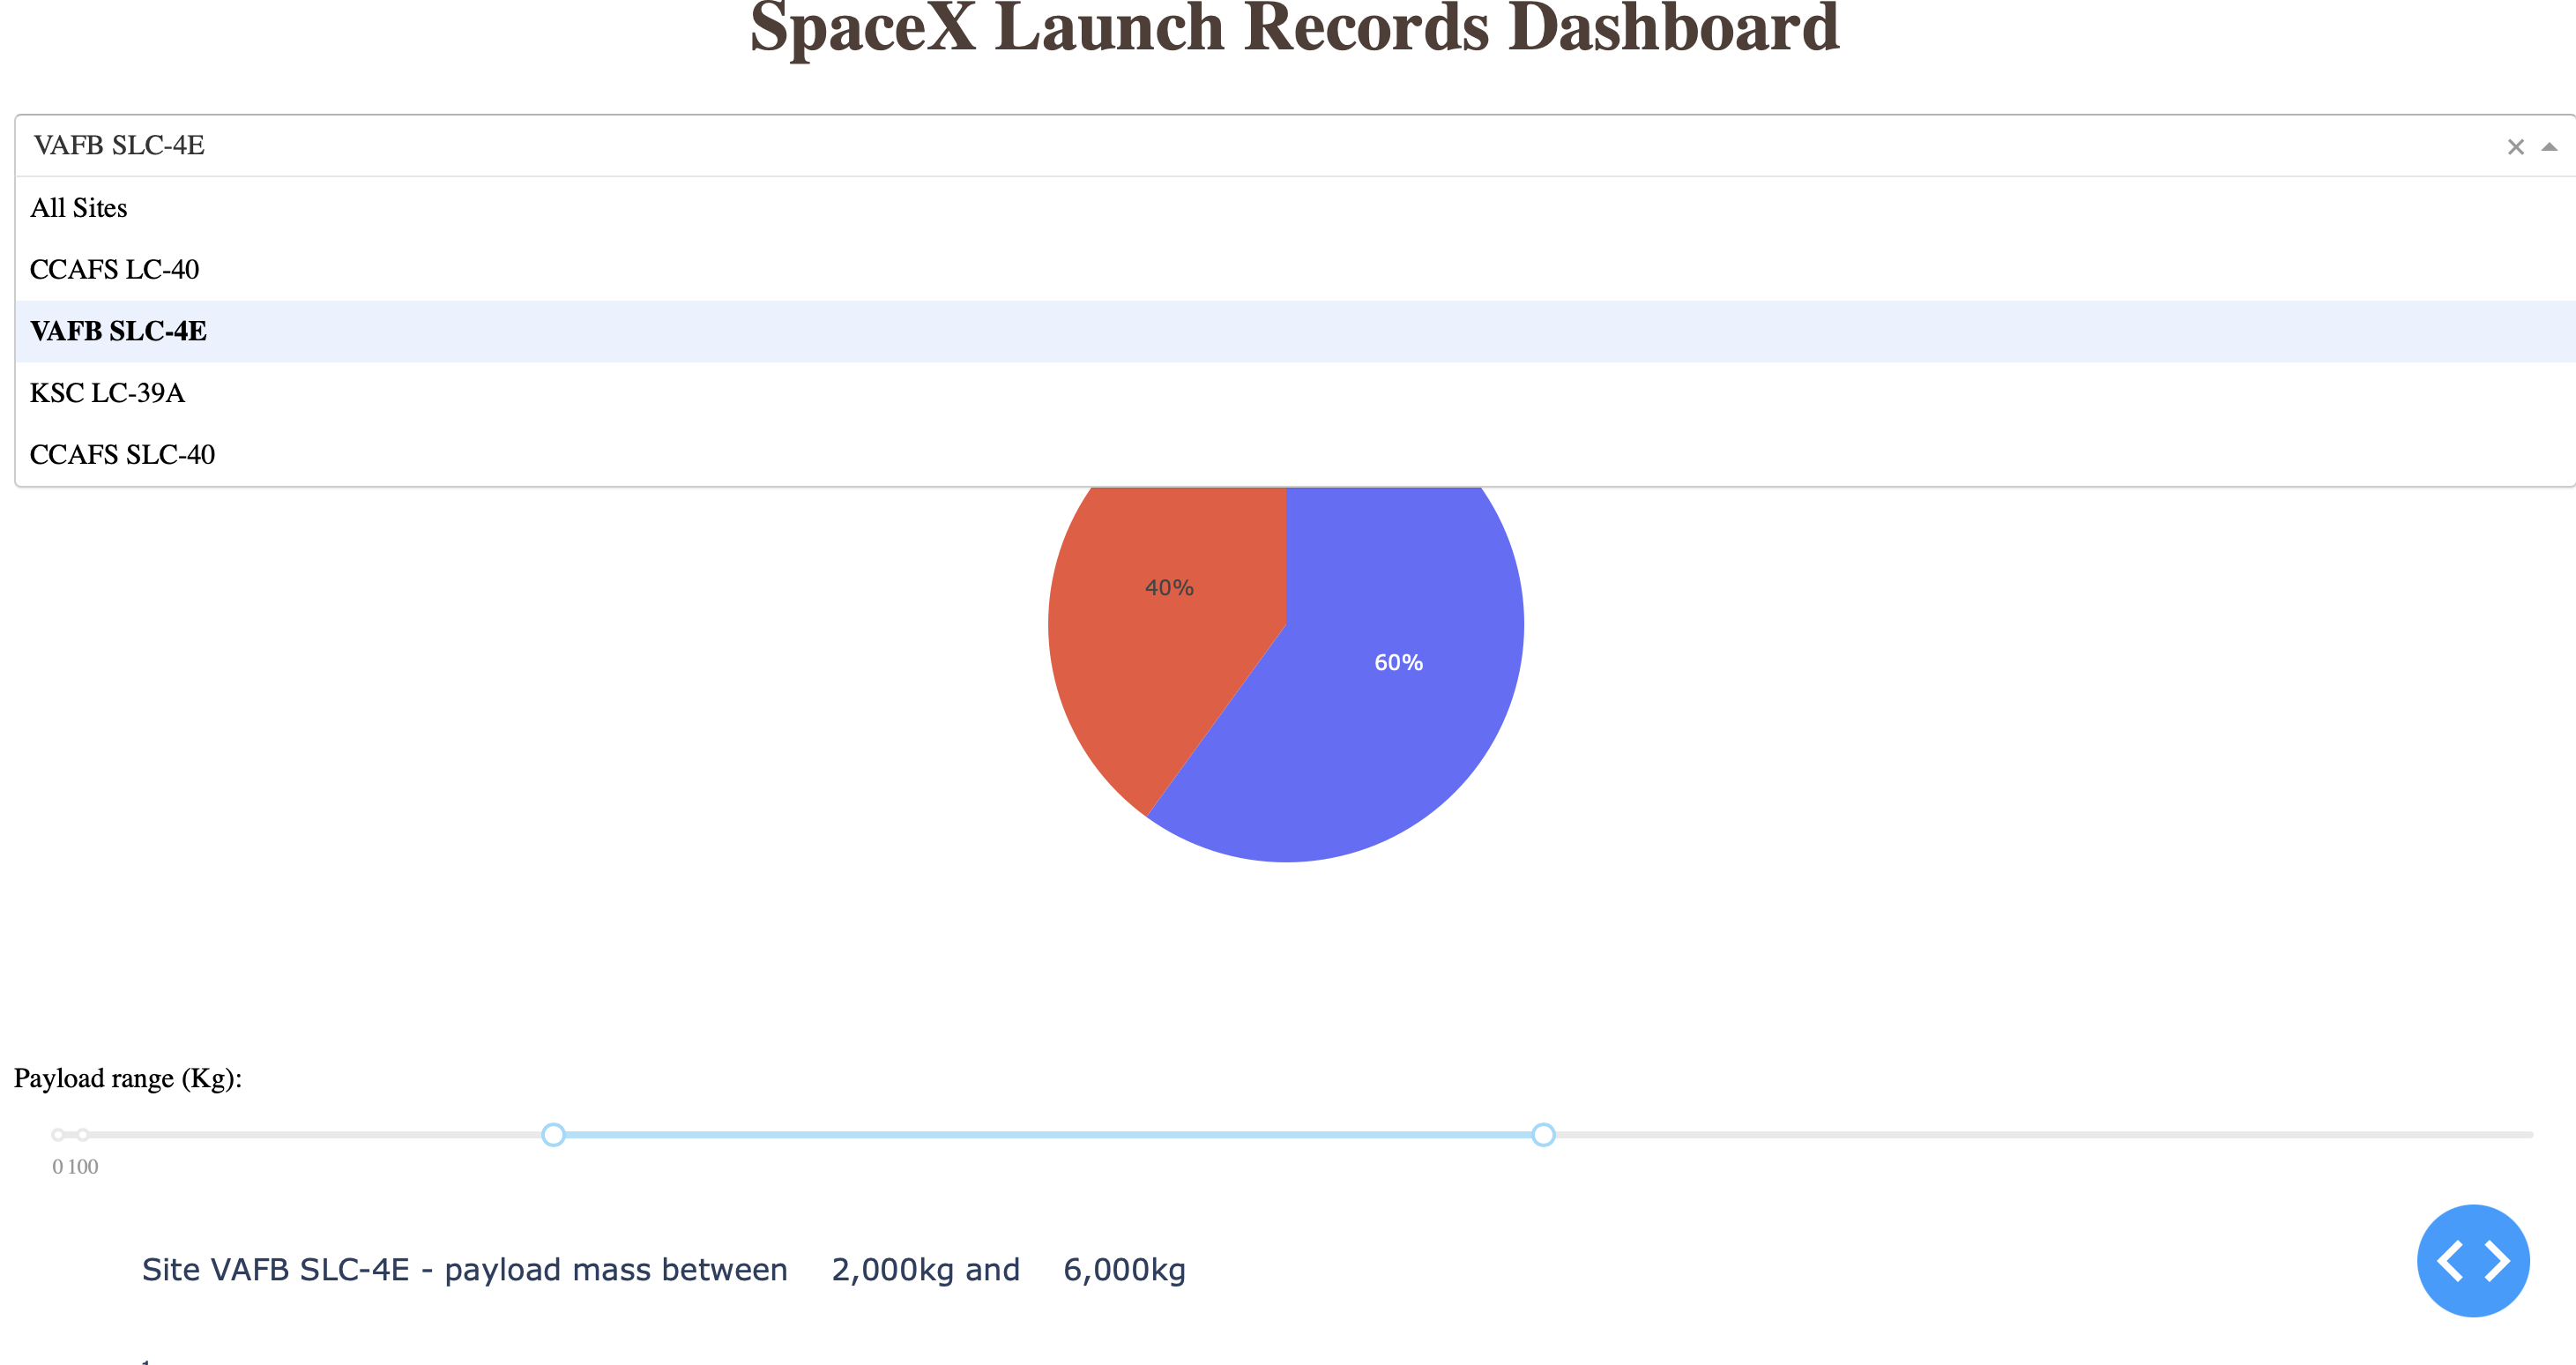 SpaceX Launch Records Dashboard
VAFB SLC-4E
All Sites
CCAFS LC-40
VAFB SLC-4E
KSC LC-39A
CCAFS SLC-40
40%
60%
Payload range (Kg):
0 100
Site VAFB SLC-4E - payload mass between 2,000kg and 6,000kg